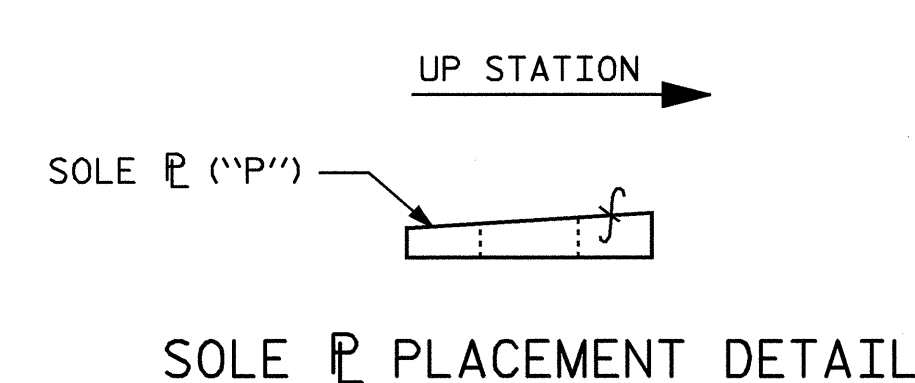 UP STATION
SOLE ⅊ ("P")
f
SOLE ⅊ PLACEMENT DETAIL